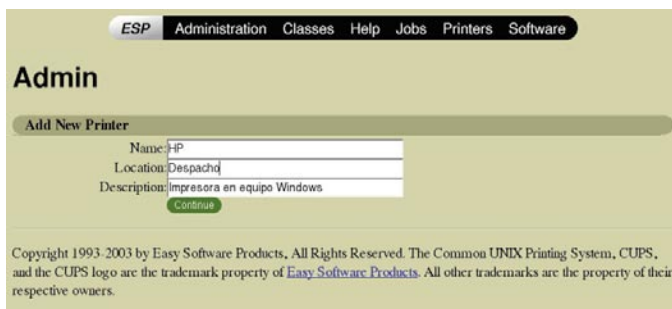 ESP Administration Classes Help Jobs Printers Software
Admin
Add New Printer
Name: HP
Location: Despacho
Description: Impresora en equipo Windows
Continue
Copyright 1993-2003 by Easy Software Products, All Rights Reserved. The Common UNIX Printing System, CUPS,
and the CUPS logo are the trademark property of Easy Software Products. All other trademarks are the property of their
respective owners.